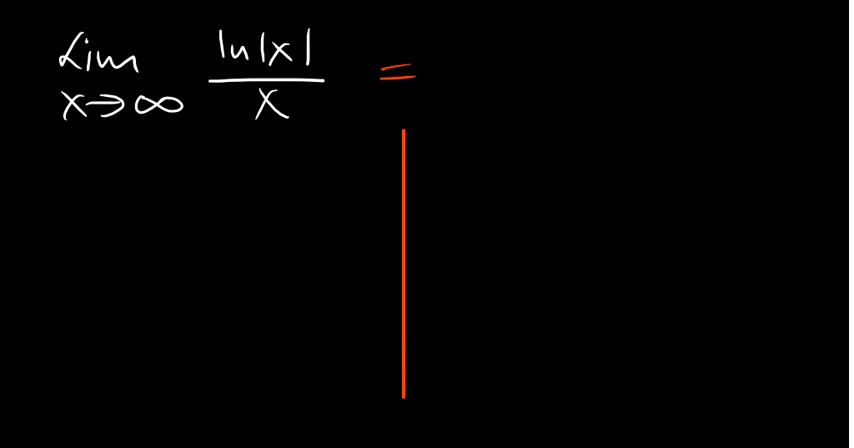 lim ln|x| =
x→∞ x